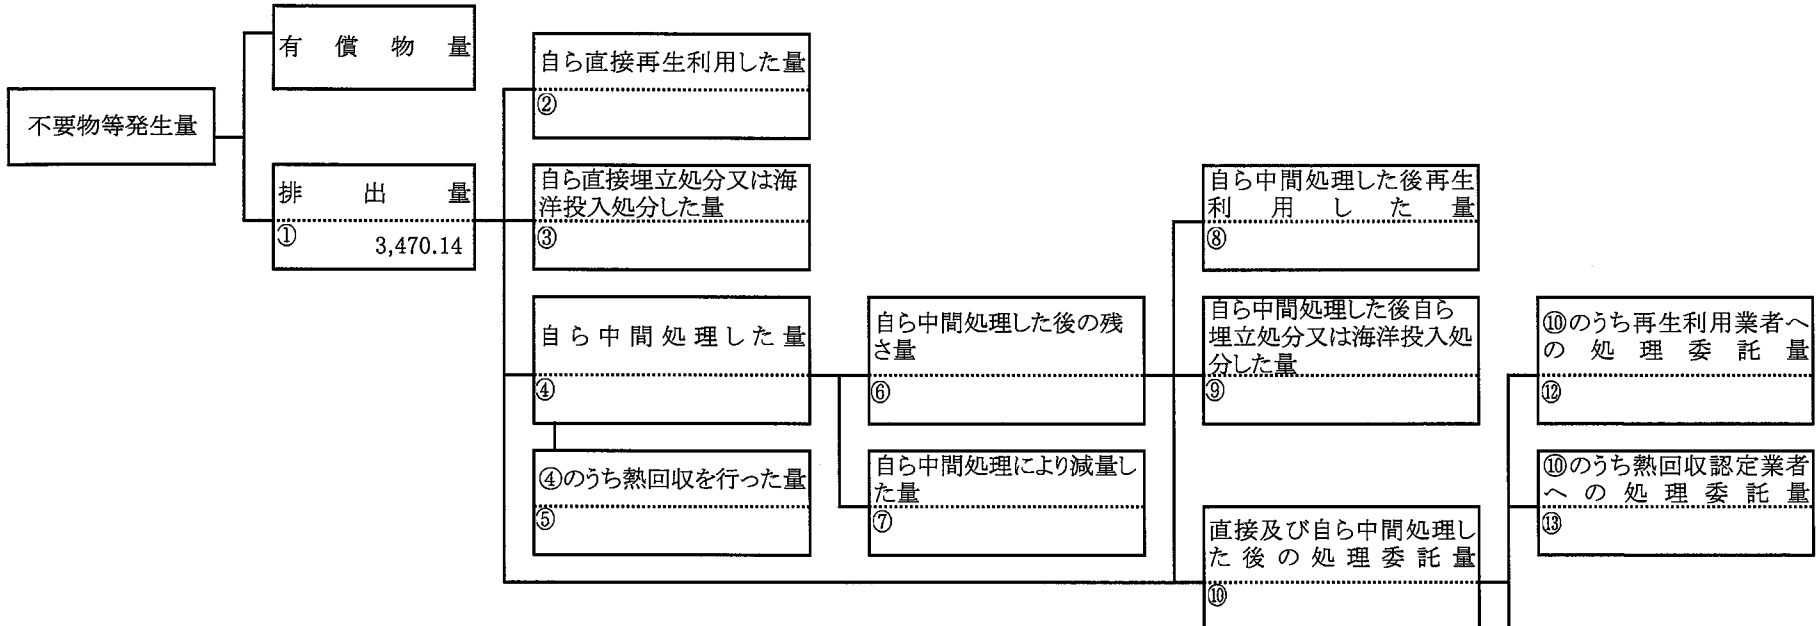 有償物量
不要物等発生量
排出量
①
3,470.14
自ら直接再生利用した量
②
自ら直接埋立処分又は海
洋投入処分した量
③
自ら中間処理した量
④
④のうち熱回収を行った量
⑤
自ら中間処理した後の残
さ量
⑥
自ら中間処理により減量し
た量
⑦
自ら中間処理した後再生
利用した量
⑧
自ら中間処理した後自ら
埋立処分又は海洋投入処
分した量
⑨
直接及び自ら中間処理し
た後の処理委託量
⑩
⑩のうち再生利用業者へ
の処理委託量
⑫
⑩のうち熱回収認定業者
への処理委託量
⑬